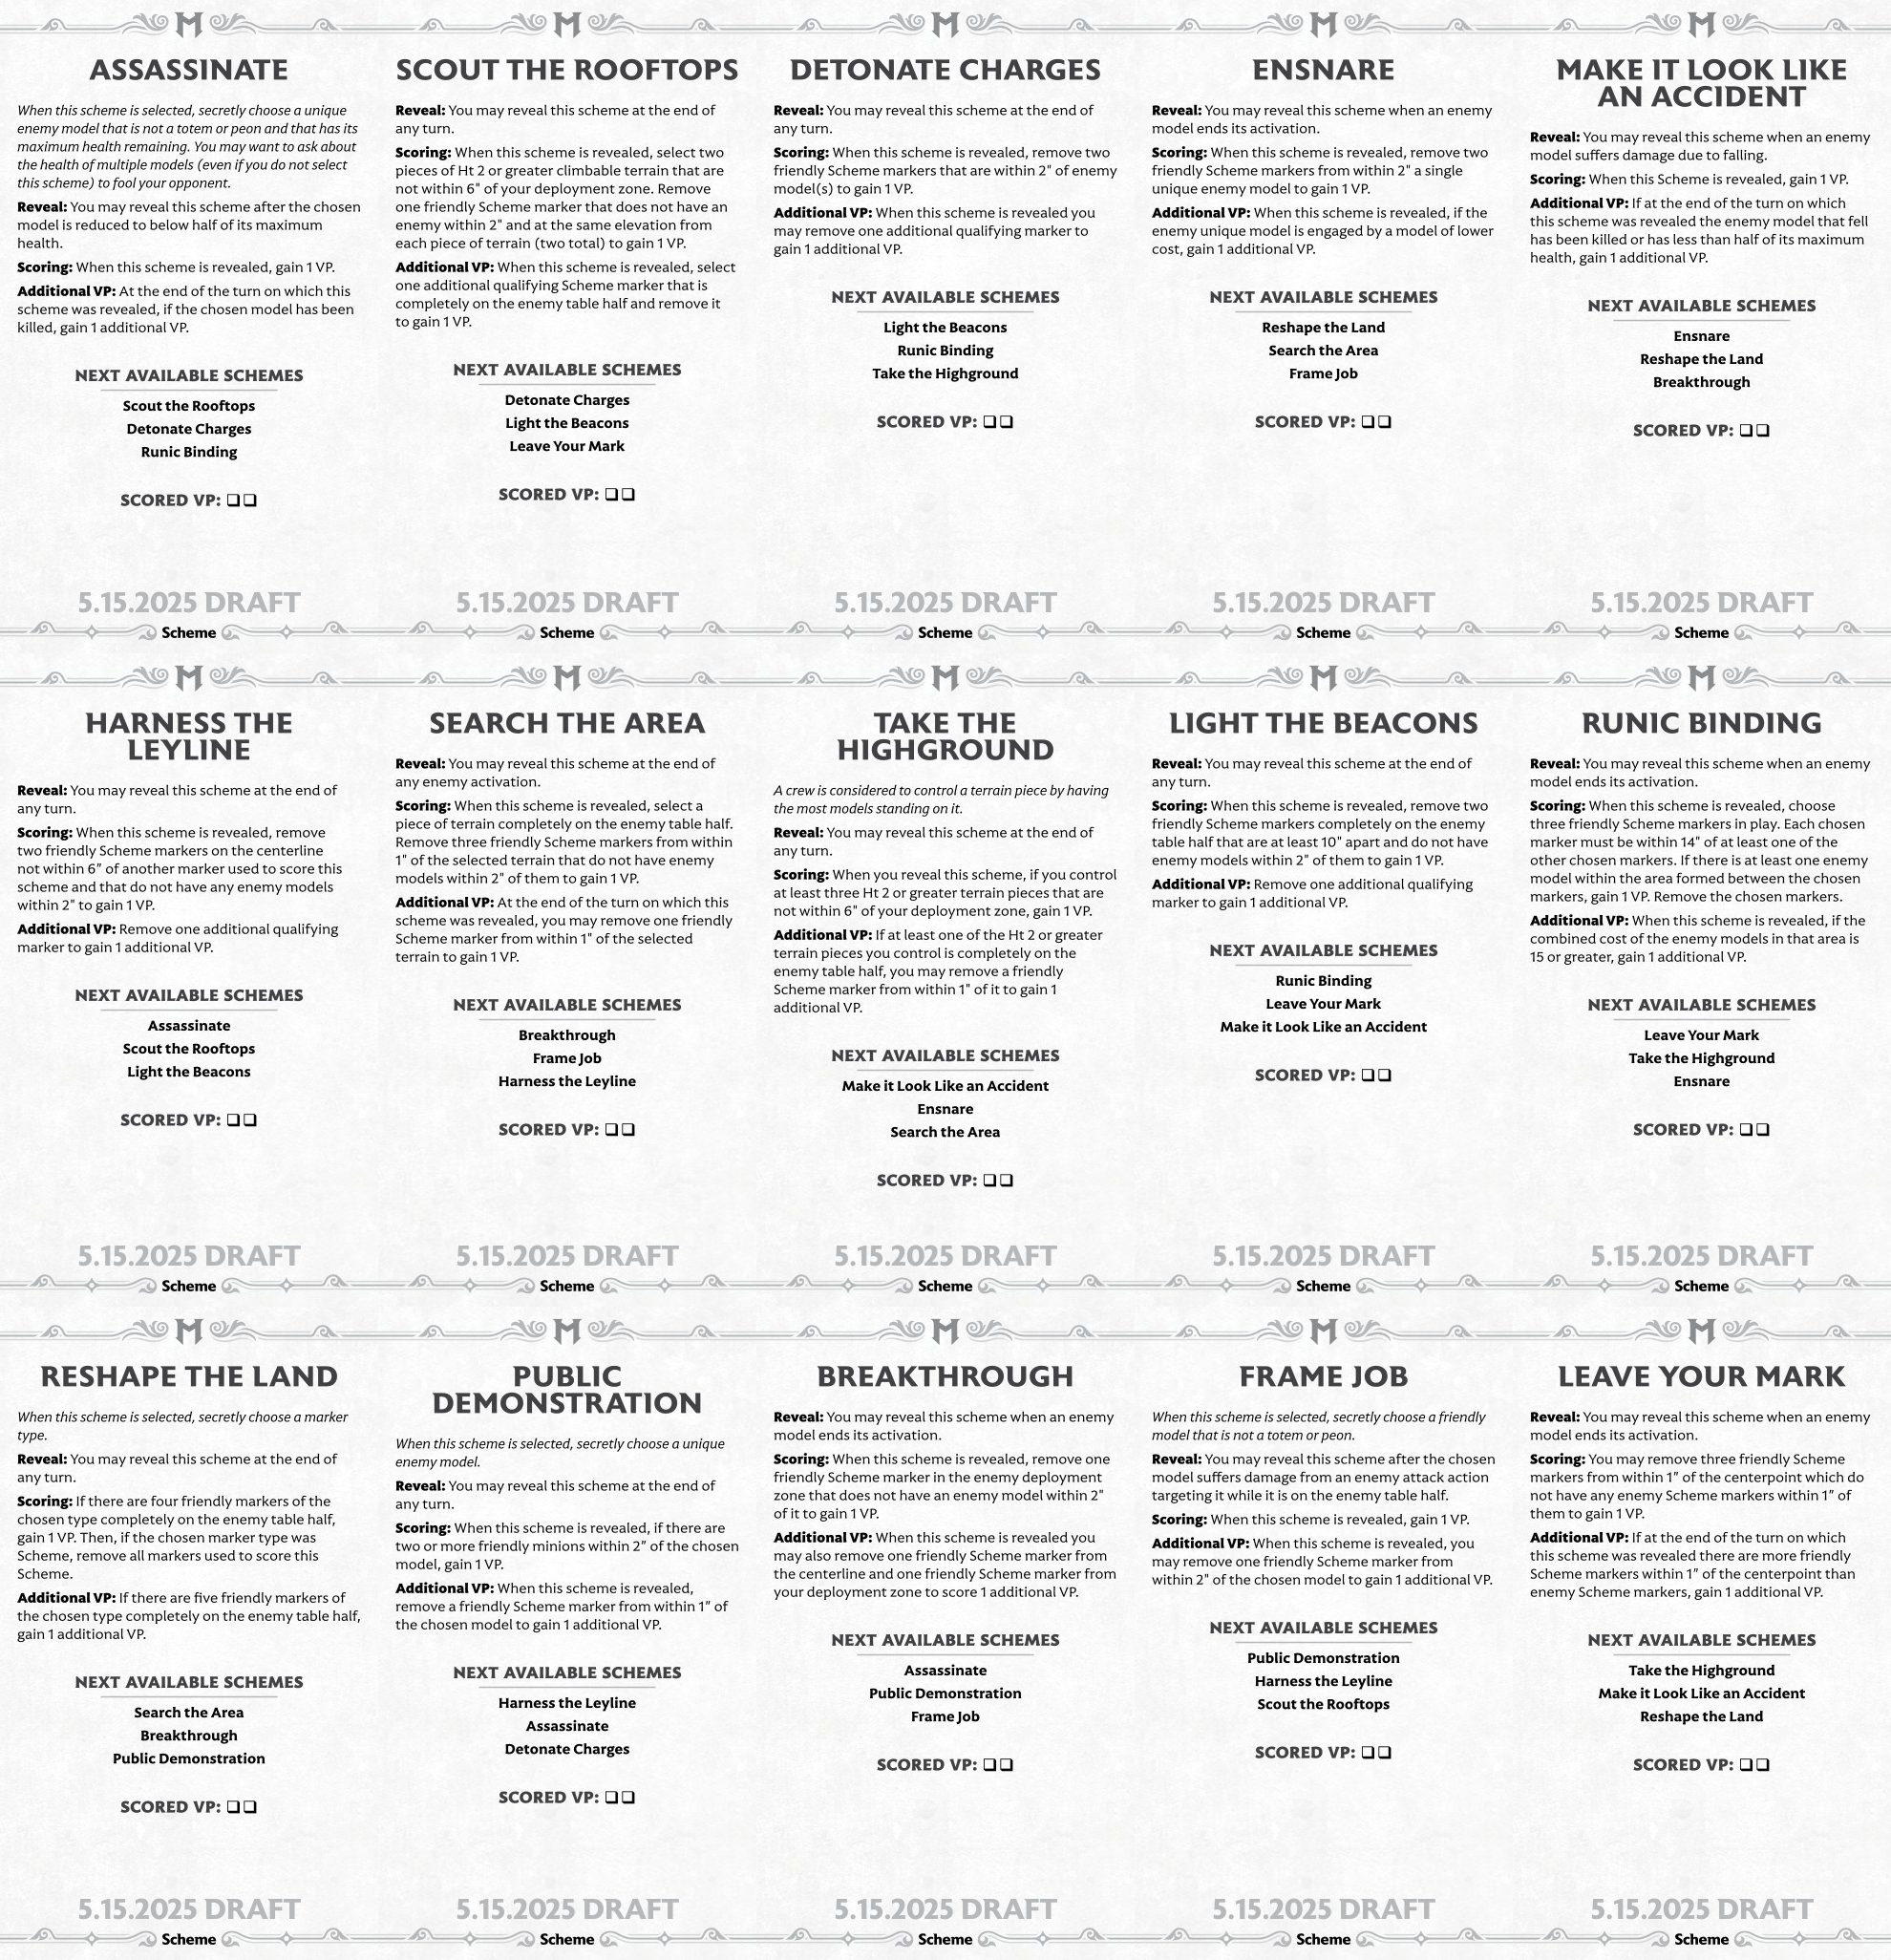 M
ASSASSINATE
When this scheme is selected, secretly choose a unique
enemy model that is not a totem or peon and that has its
maximum health remaining. You may want to ask about
the health of multiple models (even if you do not select
this scheme) to fool your opponent.
Reveal: You may reveal this scheme after the chosen
model is reduced to below half of its maximum
health.
Scoring: When this scheme is revealed, gain 1 VP.
Additional VP: At the end of the turn on which this
scheme was revealed, if the chosen model has been
killed, gain 1 additional VP.
NEXT AVAILABLE SCHEMES
Scout the Rooftops
Detonate Charges
Runic Binding
SCORED VP: ❏❏
5.15.2025 DRAFT
Scheme
M
SCOUT THE ROOFTOPS
Reveal: You may reveal this scheme at the end of
any turn.
Scoring: When this scheme is revealed, select two
pieces of Ht 2 or greater climbable terrain that are
not within 6" of your deployment zone. Remove
one friendly Scheme marker that does not have an
enemy within 2" and at the same elevation from
each piece of terrain (two total) to gain 1 VP.
Additional VP: When this scheme is revealed, select
one additional qualifying Scheme marker that is
completely on the enemy table half and remove it
to gain 1 VP.
NEXT AVAILABLE SCHEMES
Detonate Charges
Light the Beacons
Leave Your Mark
SCORED VP: ❏❏
5.15.2025 DRAFT
Scheme
M
DETONATE CHARGES
Reveal: You may reveal this scheme at the end of
any turn.
Scoring: When this scheme is revealed, remove two
friendly Scheme markers that are within 2" of enemy
model(s) to gain 1 VP.
Additional VP: When this scheme is revealed you
may remove one additional qualifying marker to
gain 1 additional VP.
NEXT AVAILABLE SCHEMES
Light the Beacons
Runic Binding
Take the Highground
SCORED VP: ❏❏
5.15.2025 DRAFT
Scheme
M
ENSNARE
Reveal: You may reveal this scheme when an enemy
model ends its activation.
Scoring: When this scheme is revealed, remove two
friendly Scheme markers from within 2" a single
unique enemy model to gain 1 VP.
Additional VP: When this scheme is revealed, if the
enemy unique model is engaged by a model of lower
cost, gain 1 additional VP.
NEXT AVAILABLE SCHEMES
Reshape the Land
Search the Area
Frame Job
SCORED VP: ❏❏
5.15.2025 DRAFT
Scheme
M
MAKE IT LOOK LIKE
AN ACCIDENT
Reveal: You may reveal this scheme when an enemy
model suffers damage due to falling.
Scoring: When this Scheme is revealed, gain 1 VP.
Additional VP: If at the end of the turn on which
this scheme was revealed the enemy model that fell
has been killed or has less than half of its maximum
health, gain 1 additional VP.
NEXT AVAILABLE SCHEMES
Ensnare
Reshape the Land
Breakthrough
SCORED VP: ❏❏
5.15.2025 DRAFT
Scheme
M
HARNESS THE
LEYLINE
Reveal: You may reveal this scheme at the end of
any turn.
Scoring: When this scheme is revealed, remove
two friendly Scheme markers on the centerline
not within 6” of another marker used to score this
scheme and that do not have any enemy models
within 2" to gain 1 VP.
Additional VP: Remove one additional qualifying
marker to gain 1 additional VP.
NEXT AVAILABLE SCHEMES
Assassinate
Scout the Rooftops
Light the Beacons
SCORED VP: ❏❏
5.15.2025 DRAFT
Scheme
M
SEARCH THE AREA
Reveal: You may reveal this scheme at the end of
any enemy activation.
Scoring: When this scheme is revealed, select a
piece of terrain completely on the enemy table half.
Remove three friendly Scheme markers from within
1" of the selected terrain that do not have enemy
models within 2" of them to gain 1 VP.
Additional VP: At the end of the turn on which this
scheme was revealed, you may remove one friendly
Scheme marker from within 1" of the selected
terrain to gain 1 VP.
NEXT AVAILABLE SCHEMES
Breakthrough
Frame Job
Harness the Leyline
SCORED VP: ❏❏
5.15.2025 DRAFT
Scheme
M
TAKE THE
HIGHGROUND
A crew is considered to control a terrain piece by having
the most models standing on it.
Reveal: You may reveal this scheme at the end of
any turn.
Scoring: When you reveal this scheme, if you control
at least three Ht 2 or greater terrain pieces that are
not within 6" of your deployment zone, gain 1 VP.
Additional VP: If at least one of the Ht 2 or greater
terrain pieces you control is completely on the
enemy table half, you may remove a friendly
Scheme marker from within 1" of it to gain 1
additional VP.
NEXT AVAILABLE SCHEMES
Make it Look Like an Accident
Ensnare
Search the Area
SCORED VP: ❏❏
5.15.2025 DRAFT
Scheme
M
LIGHT THE BEACONS
Reveal: You may reveal this scheme at the end of
any turn.
Scoring: When this scheme is revealed, remove two
friendly Scheme markers completely on the enemy
table half that are at least 10" apart and do not have
enemy models within 2" of them to gain 1 VP.
Additional VP: Remove one additional qualifying
marker to gain 1 additional VP.
NEXT AVAILABLE SCHEMES
Runic Binding
Leave Your Mark
Make it Look Like an Accident
SCORED VP: ❏❏
5.15.2025 DRAFT
Scheme
M
RUNIC BINDING
Reveal: You may reveal this scheme when an enemy
model ends its activation.
Scoring: When this scheme is revealed, choose
three friendly Scheme markers in play. Each chosen
marker must be within 14" of at least one of the
other chosen markers. If there is at least one enemy
model within the area formed between the chosen
markers, gain 1 VP. Remove the chosen markers.
Additional VP: When this scheme is revealed, if the
combined cost of the enemy models in that area is
15 or greater, gain 1 additional VP.
NEXT AVAILABLE SCHEMES
Leave Your Mark
Take the Highground
Ensnare
SCORED VP: ❏❏
5.15.2025 DRAFT
Scheme
M
RESHAPE THE LAND
When this scheme is selected, secretly choose a marker
type.
Reveal: You may reveal this scheme at the end of
any turn.
Scoring: If there are four friendly markers of the
chosen type completely on the enemy table half,
gain 1 VP. Then, if the chosen marker type was
Scheme, remove all markers used to score this
Scheme.
Additional VP: If there are five friendly markers of
the chosen type completely on the enemy table half,
gain 1 additional VP.
NEXT AVAILABLE SCHEMES
Search the Area
Breakthrough
Public Demonstration
SCORED VP: ❏❏
5.15.2025 DRAFT
Scheme
M
PUBLIC
DEMONSTRATION
When this scheme is selected, secretly choose a unique
enemy model.
Reveal: You may reveal this scheme at the end of
any turn.
Scoring: When this scheme is revealed, if there are
two or more friendly minions within 2” of the chosen
model, gain 1 VP.
Additional VP: When this scheme is revealed,
remove a friendly Scheme marker from within 1” of
the chosen model to gain 1 additional VP.
NEXT AVAILABLE SCHEMES
Harness the Leyline
Assassinate
Detonate Charges
SCORED VP: ❏❏
5.15.2025 DRAFT
Scheme
M
BREAKTHROUGH
Reveal: You may reveal this scheme when an enemy
model ends its activation.
Scoring: When this scheme is revealed, remove one
friendly Scheme marker in the enemy deployment
zone that does not have an enemy model within 2"
of it to gain 1 VP.
Additional VP: When this scheme is revealed you
may also remove one friendly Scheme marker from
the centerline and one friendly Scheme marker from
your deployment zone to score 1 additional VP.
NEXT AVAILABLE SCHEMES
Assassinate
Public Demonstration
Frame Job
SCORED VP: ❏❏
5.15.2025 DRAFT
Scheme
M
FRAME JOB
When this scheme is selected, secretly choose a friendly
model that is not a totem or peon.
Reveal: You may reveal this scheme after the chosen
model suffers damage from an enemy attack action
targeting it while it is on the enemy table half.
Scoring: When this scheme is revealed, gain 1 VP.
Additional VP: When this scheme is revealed, you
may remove one friendly Scheme marker from
within 2" of the chosen model to gain 1 additional VP.
NEXT AVAILABLE SCHEMES
Public Demonstration
Harness the Leyline
Scout the Rooftops
SCORED VP: ❏❏
5.15.2025 DRAFT
Scheme
M
LEAVE YOUR MARK
Reveal: You may reveal this scheme when an enemy
model ends its activation.
Scoring: You may remove three friendly Scheme
markers from within 1” of the centerpoint which do
not have any enemy Scheme markers within 1” of
them to gain 1 VP.
Additional VP: If at the end of the turn on which
this scheme was revealed there are more friendly
Scheme markers within 1” of the centerpoint than
enemy Scheme markers, gain 1 additional VP.
NEXT AVAILABLE SCHEMES
Take the Highground
Make it Look Like an Accident
Reshape the Land
SCORED VP: ❏❏
5.15.2025 DRAFT
Scheme